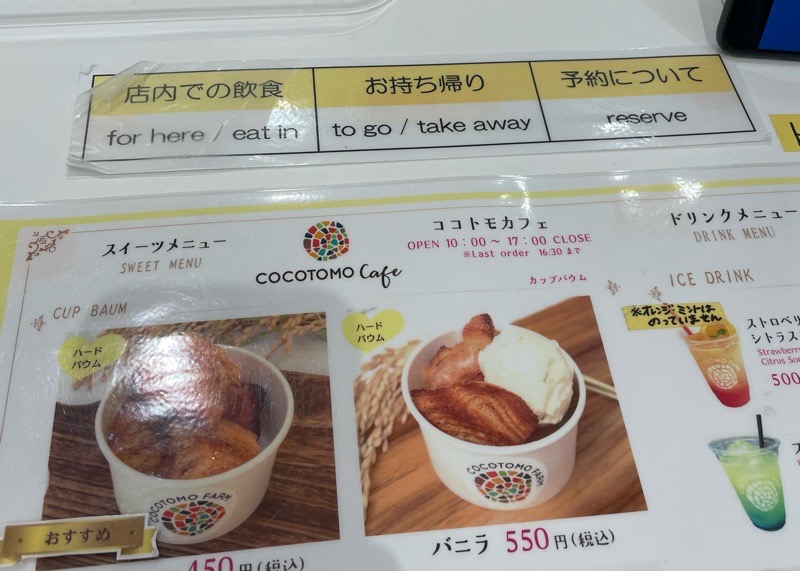 店内での飲食 お持ち帰り 予約について
for here / eat in to go / take away reserve
スイーツメニュー
SWEET MENU
COCOTOMO Cafe
ココトモカフェ
OPEN 10：00～17：00 CLOSE
※Last order 16:30 まで
ドリンクメニュー
DRINK MENU
CUP BAUM
カップバウム
ICE DRINK
ハード
バウム
COCOTOMO FARM
おすすめ
450円(税込)
ハード
バウム
COCOTOMO FARM
バニラ 550円(税込)
※オレンジ・ミントは
のっていません
ストロベリ
シトラス
Strawberry
Citrus So
500